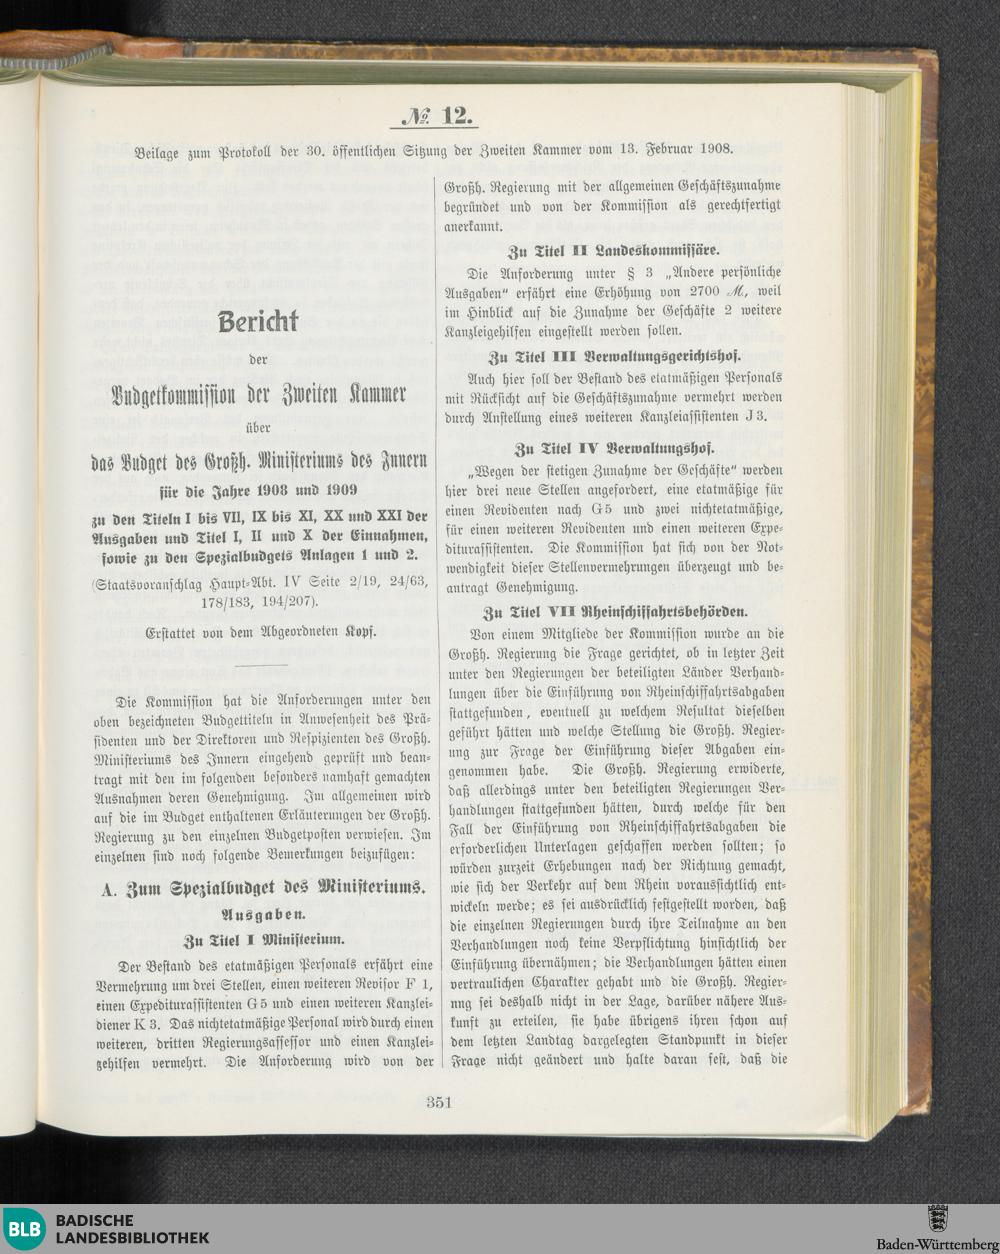 № 12.
Beilage zum Protokoll der 30. öffentlichen Sitzung der Zweiten Kammer vom 13. Februar 1908.
Bericht
der
Budgetkommission der Zweiten Kammer
über
das Budget des Großh. Ministeriums des Innern
für die Jahre 1908 und 1909
zu den Titeln I bis VII, IX bis XI, XX und XXI der
Ausgaben und Titel I, II und X der Einnahmen,
sowie zu den Spezialbudgets Anlagen 1 und 2.
(Staatsvoranschlag Haupt-Abt. IV Seite 2/19, 24/63,
178/183, 194/207).
Erstattet von dem Abgeordneten Kopf.
Die Kommission hat die Anforderungen unter den
oben bezeichneten Budgettiteln in Anwesenheit des Prä-
sidenten und der Direktoren und Respizienten des Großh.
Ministeriums des Innern eingehend geprüft und bean-
tragt mit den im folgenden besonders namhaft gemachten
Ausnahmen deren Genehmigung. Im allgemeinen wird
auf die im Budget enthaltenen Erläuterungen der Großh.
Regierung zu den einzelnen Budgetposten verwiesen. Im
einzelnen sind noch folgende Bemerkungen beizufügen:
A. Zum Spezialbudget des Ministeriums.
Ausgaben.
Zu Titel I Ministerium.
Der Bestand des etatmäßigen Personals erfährt eine
Vermehrung um drei Stellen, einen weiteren Revisor F 1,
einen Expediturassistenten G 5 und einen weiteren Kanzlei-
diener K 3. Das nichtetatmäßige Personal wird durch einen
weiteren, dritten Regierungsassessor und einen Kanzlei-
gehilfen vermehrt. Die Anforderung wird von der
Großh. Regierung mit der allgemeinen Geschäftszunahme
begründet und von der Kommission als gerechtfertigt
anerkannt.
Zu Titel II Landeskommissäre.
Die Anforderung unter § 3 „Andere persönliche
Ausgaben“ erfährt eine Erhöhung von 2700 ℳ, weil
im Hinblick auf die Zunahme der Geschäfte 2 weitere
Kanzleigehilfen eingestellt werden sollen.
Zu Titel III Verwaltungsgerichtshof.
Auch hier soll der Bestand des etatmäßigen Personals
mit Rücksicht auf die Geschäftszunahme vermehrt werden
durch Anstellung eines weiteren Kanzleiassistenten J 3.
Zu Titel IV Verwaltungshof.
„Wegen der stetigen Zunahme der Geschäfte“ werden
hier drei neue Stellen angefordert, eine etatmäßige für
einen Revidenten nach G 5 und zwei nichtetatmäßige,
für einen weiteren Revidenten und einen weiteren Expe-
diturassistenten. Die Kommission hat sich von der Not-
wendigkeit dieser Stellenvermehrungen überzeugt und be-
antragt Genehmigung.
Zu Titel VII Rheinschiffahrtsbehörden.
Von einem Mitgliede der Kommission wurde an die
Großh. Regierung die Frage gerichtet, ob in letzter Zeit
unter den Regierungen der beteiligten Länder Verhand-
lungen über die Einführung von Rheinschiffahrtsabgaben
stattgefunden, eventuell zu welchem Resultat dieselben
geführt hätten und welche Stellung die Großh. Regier-
ung zur Frage der Einführung dieser Abgaben ein-
genommen habe. Die Großh. Regierung erwiderte,
daß allerdings unter den beteiligten Regierungen Ver-
handlungen stattgefunden hätten, durch welche für den
Fall der Einführung von Rheinschiffahrtsabgaben die
erforderlichen Unterlagen geschaffen werden sollten; so
würden zurzeit Erhebungen nach der Richtung gemacht,
wie sich der Verkehr auf dem Rhein voraussichtlich ent-
wickeln werde; es sei ausdrücklich festgestellt worden, daß
die einzelnen Regierungen durch ihre Teilnahme an den
Verhandlungen noch keine Verpflichtung hinsichtlich der
Einführung übernähmen; die Verhandlungen hätten einen
vertraulichen Charakter gehabt und die Großh. Regier-
ung sei deshalb nicht in der Lage, darüber nähere Aus-
kunft zu erteilen, sie habe übrigens ihren schon auf
dem letzten Landtag dargelegten Standpunkt in dieser
Frage nicht geändert und halte daran fest, daß die
351
BLB BADISCHE
LANDESBIBLIOTHEK
Baden-Württemberg